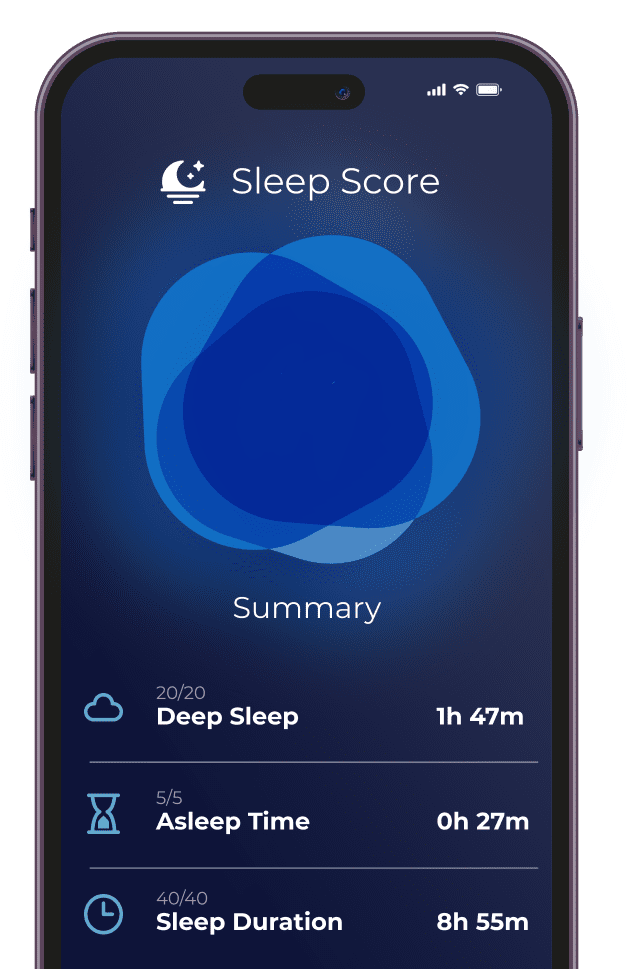 Sleep Score
Summary
20/20
Deep Sleep 1h 47m
5/5
Asleep Time 0h 27m
40/40
Sleep Duration 8h 55m